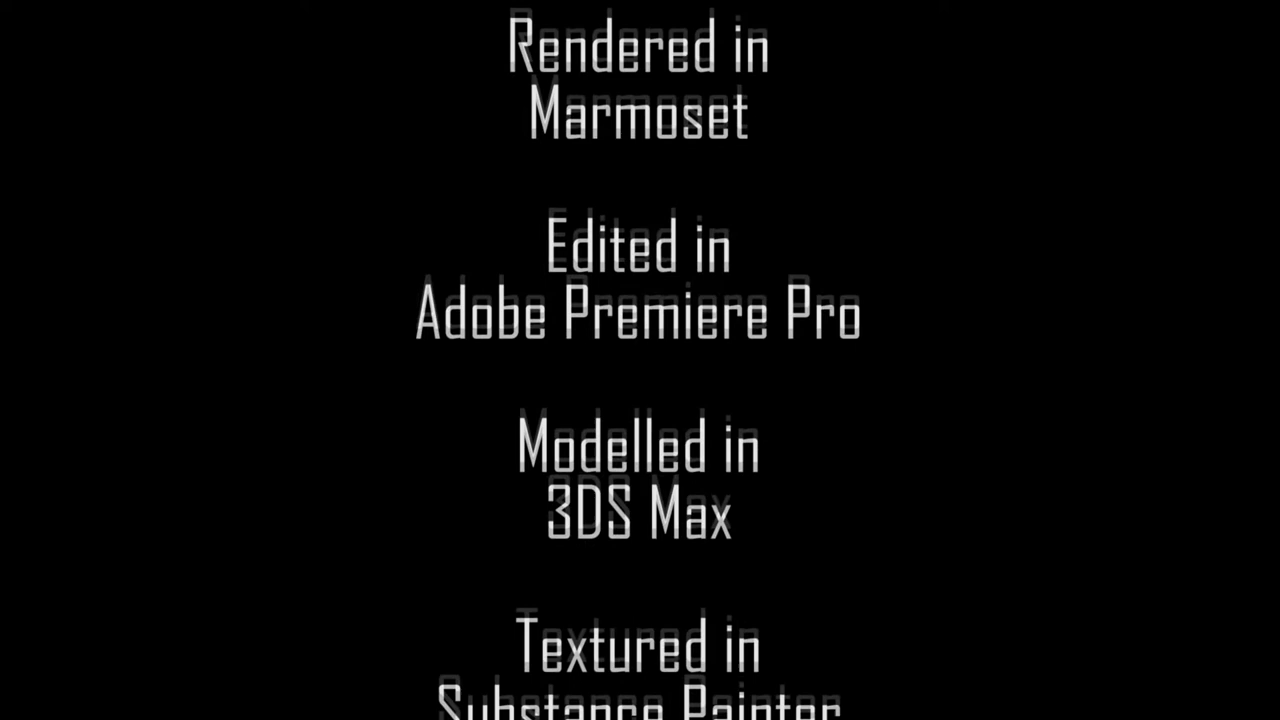 Rendered in
Marmoset
Edited in
Adobe Premiere Pro
Modelled in
3DS Max
Textured in
Substance Painter